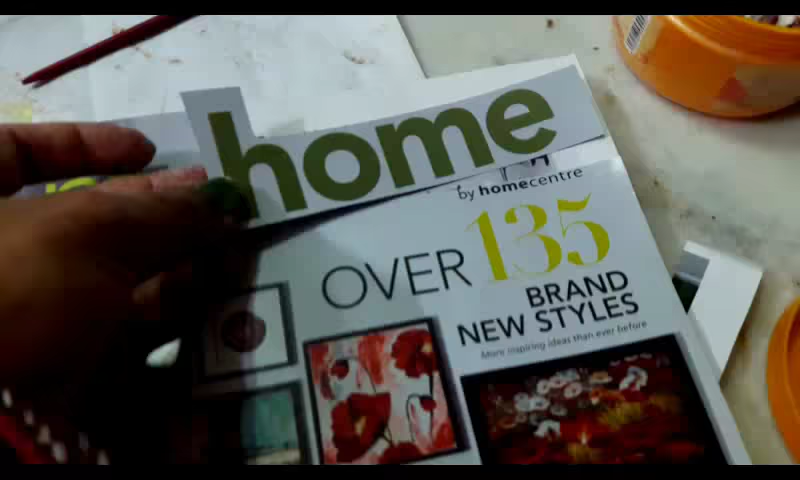 home
by homecentre
OVER 135
BRAND
NEW STYLES
More inspiring ideas than ever before